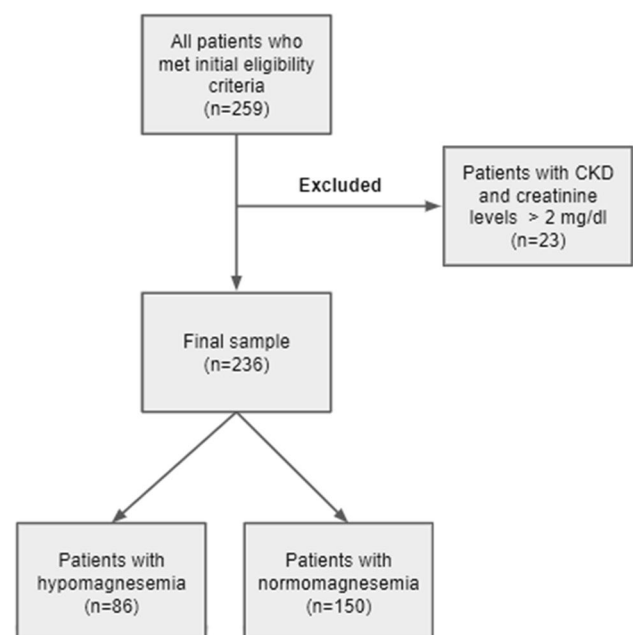 All patients who
met initial eligibility
criteria
(n=259)
Excluded
Patients with CKD
and creatinine
levels > 2 mg/dl
(n=23)
Final sample
(n=236)
Patients with
hypomagnesemia
(n=86)
Patients with
normomagnesemia
(n=150)